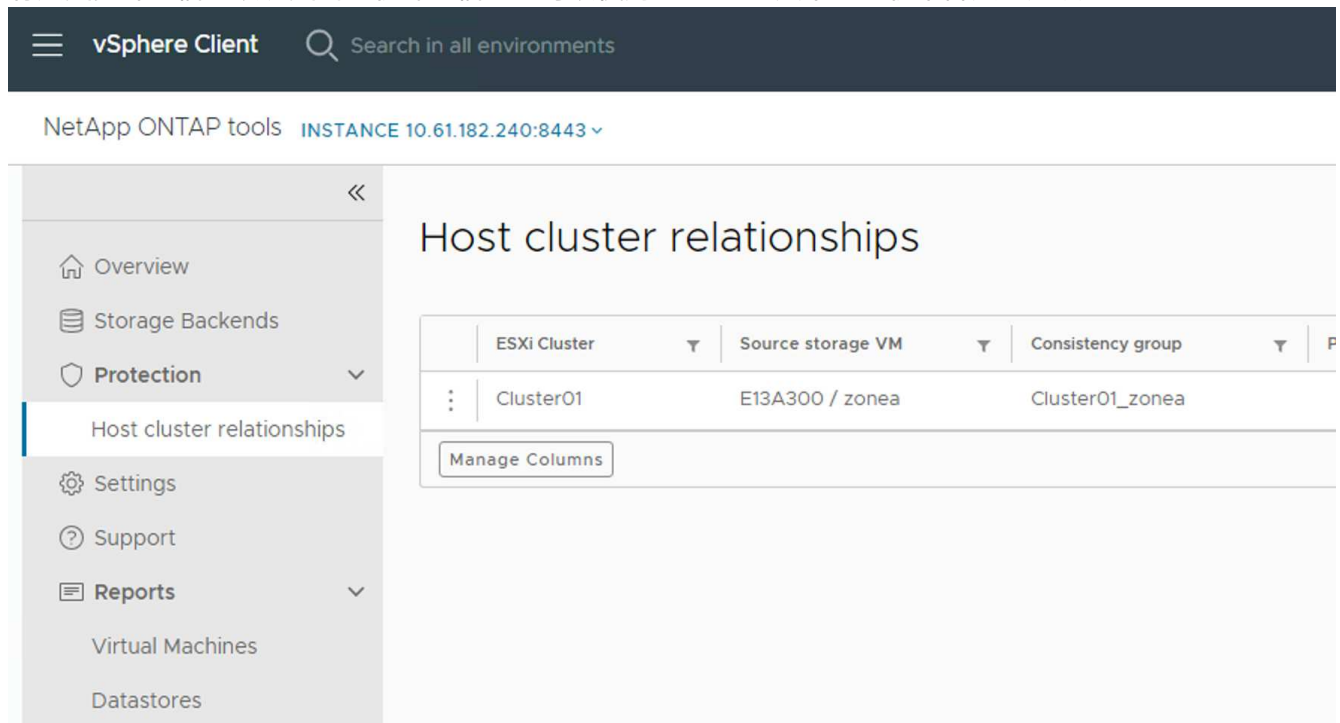 vSphere Client
Search in all environments
NetApp ONTAP tools INSTANCE 10.61.182.240:8443
Overview
Storage Backends
Protection
Host cluster relationships
Settings
Support
Reports
Virtual Machines
Datastores
Host cluster relationships
ESXi Cluster Source storage VM Consistency group
Cluster01 E13A300 / zonea Cluster01_zonea
Manage Columns